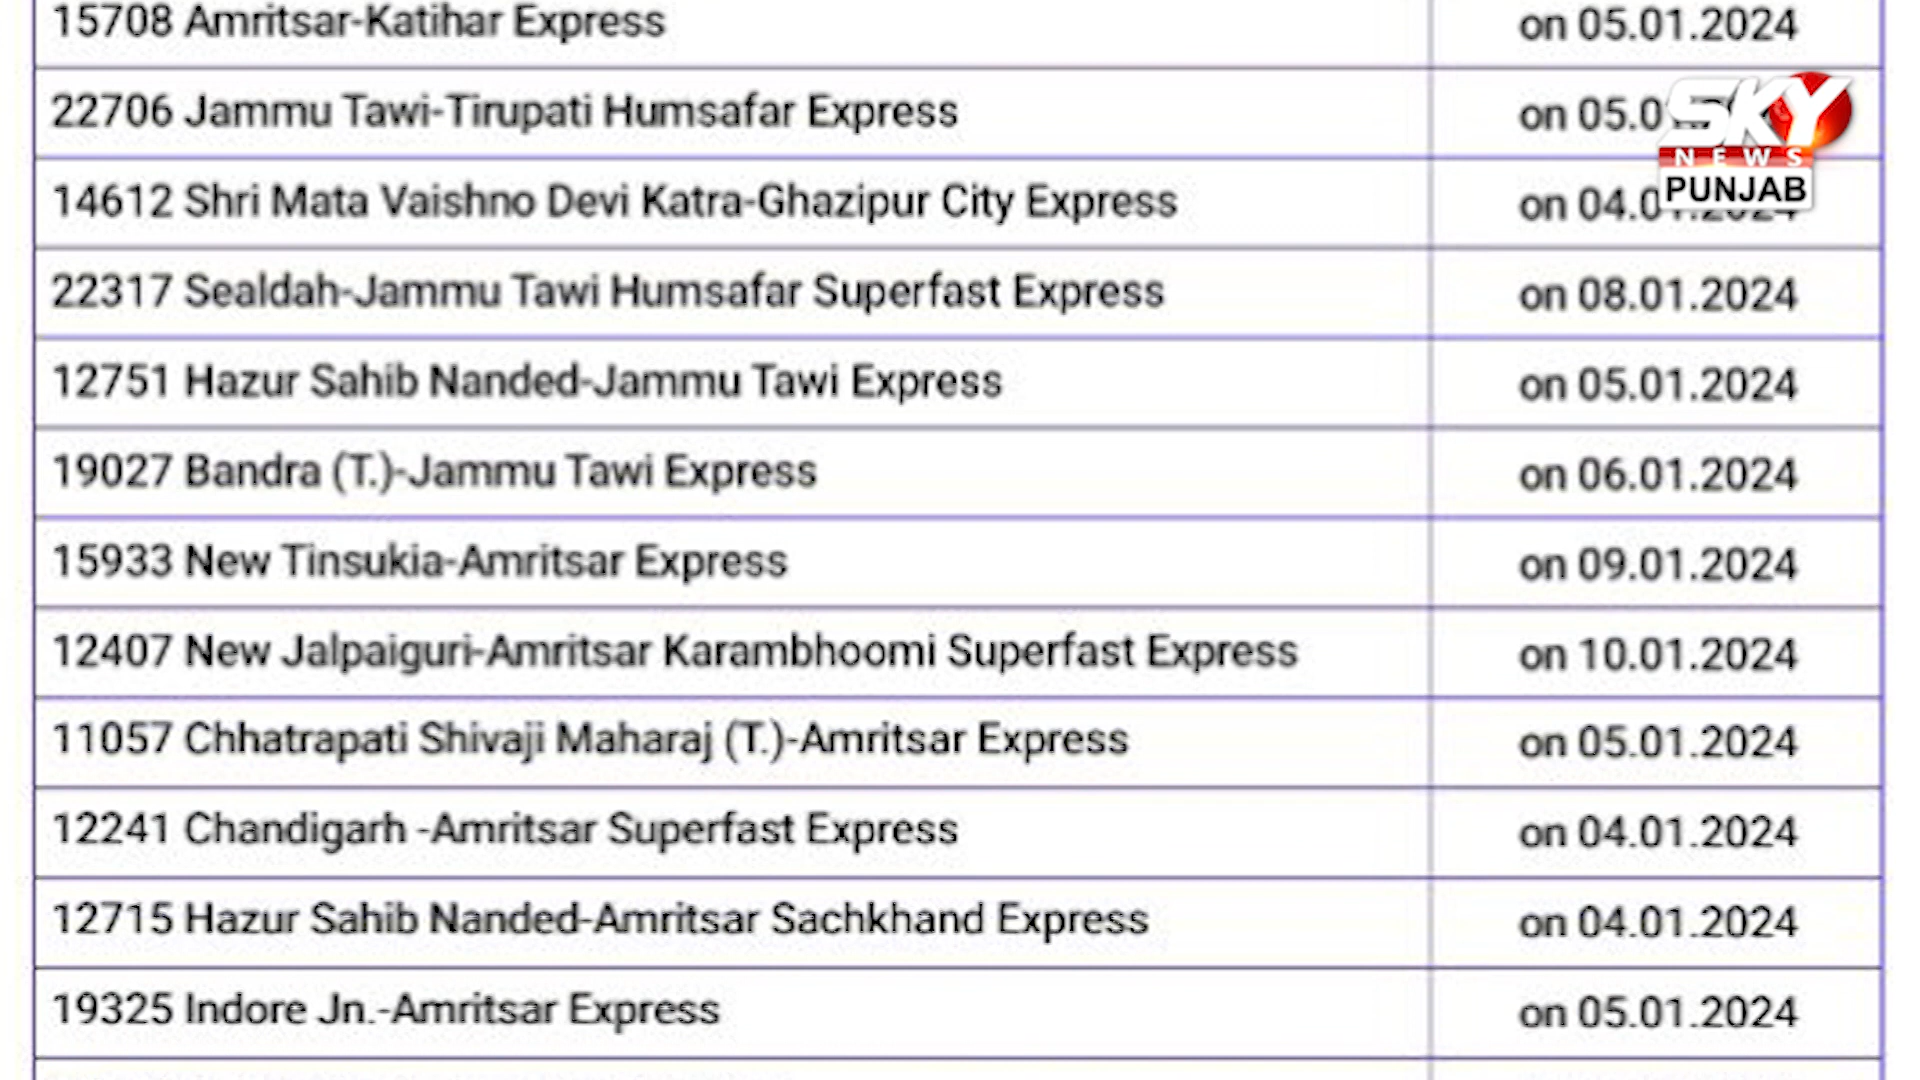 15708 Amritsar-Katihar Express on 05.01.2024
22706 Jammu Tawi-Tirupati Humsafar Express on
14612 Shri Mata Vaishno Devi Katra-Ghazipur City Express on
22317 Sealdah-Jammu Tawi Humsafar Superfast Express on 08.01.2024
12751 Hazur Sahib Nanded-Jammu Tawi Express on 05.01.2024
19027 Bandra (T.)-Jammu Tawi Express on 06.01.2024
15933 New Tinsukia-Amritsar Express on 09.01.2024
12407 New Jalpaiguri-Amritsar Karambhoomi Superfast Express on 10.01.2024
11057 Chhatrapati Shivaji Maharaj (T.)-Amritsar Express on 05.01.2024
12241 Chandigarh -Amritsar Superfast Express on 04.01.2024
12715 Hazur Sahib Nanded-Amritsar Sachkhand Express on 04.01.2024
19325 Indore Jn.-Amritsar Express on 05.01.2024
SKY
NEWS
PUNJAB